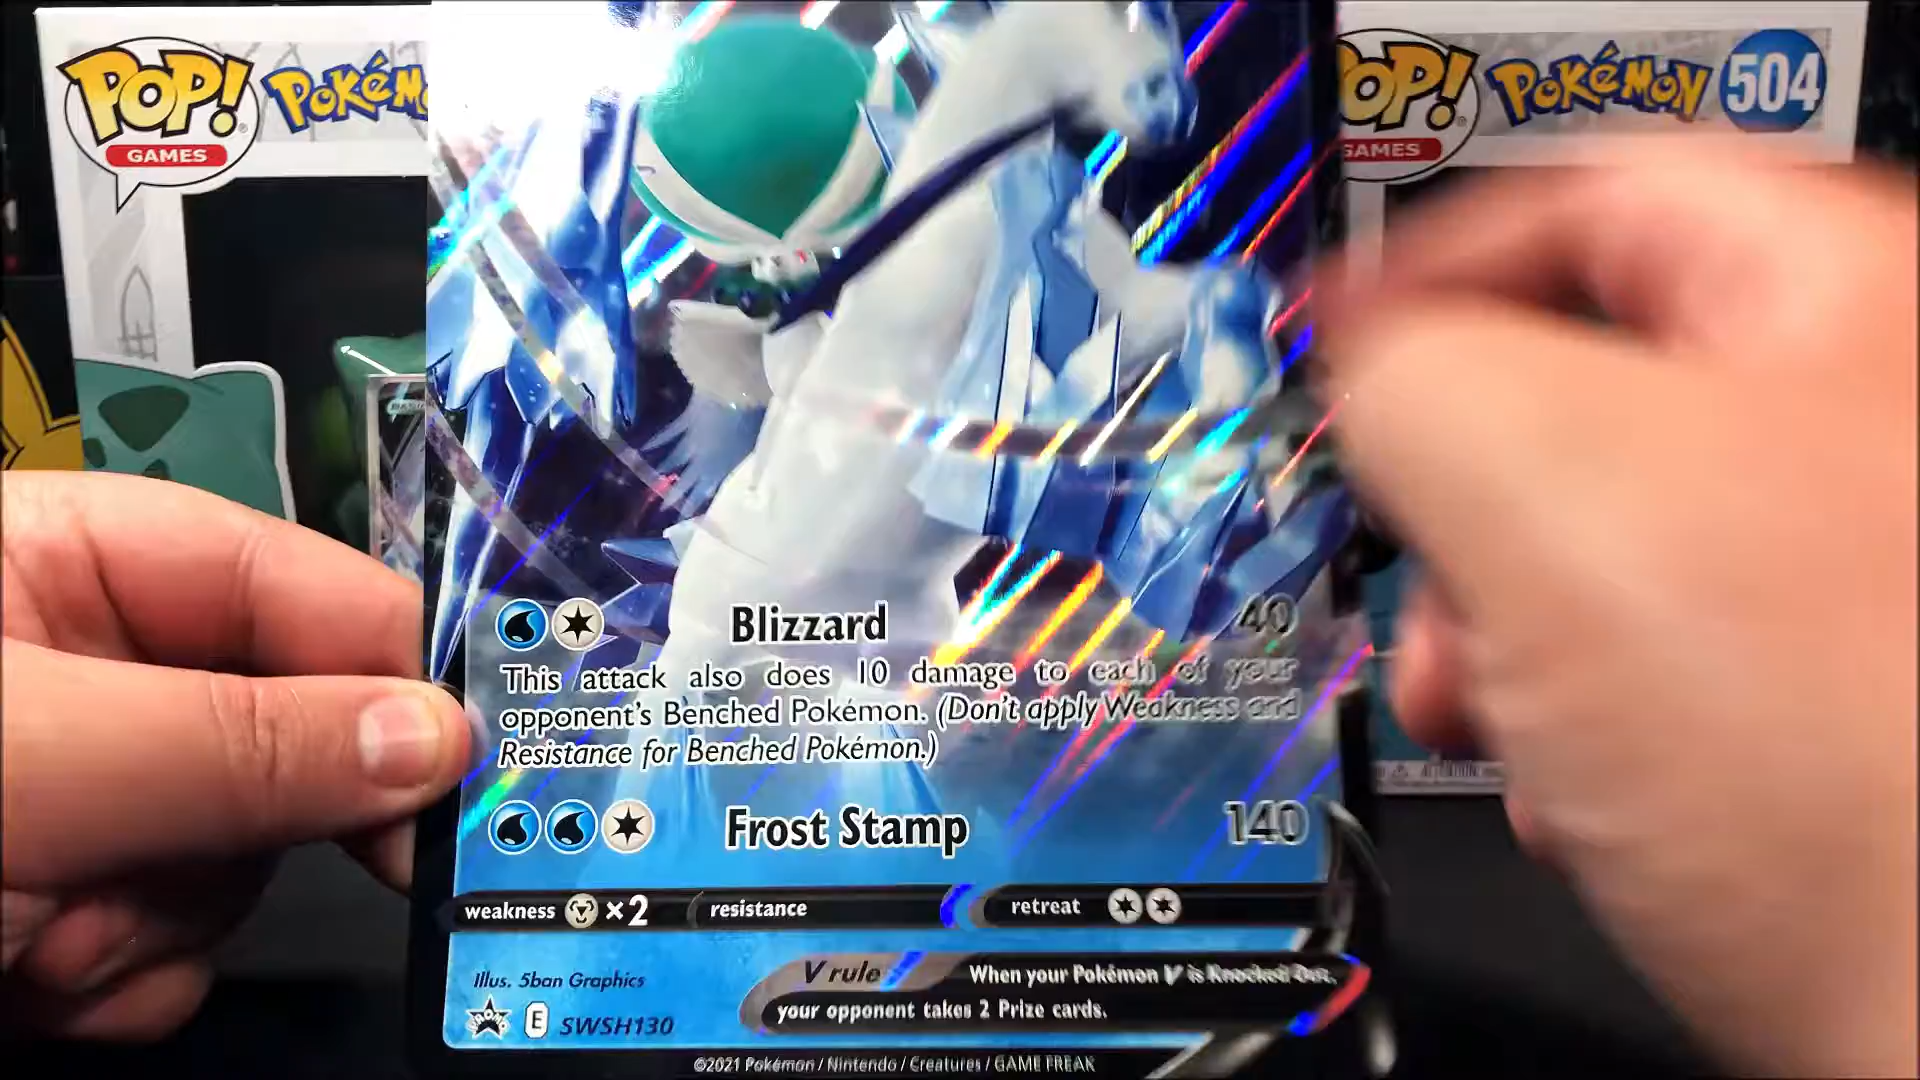 POP!
GAMES
Pokém
POP!
GAMES
POKÉMON
504
Blizzard 40
This attack also does 10 damage to each of your
opponent's Benched Pokémon. (Don't apply Weakness and
Resistance for Benched Pokémon.)
Frost Stamp 140
weakness ×2 resistance retreat
Illus. 5ban Graphics
V rule When your Pokémon V is Knocked Out,
your opponent takes 2 Prize cards.
PROMO E SWSH130
©2021 Pokémon / Nintendo / Creatures / GAME FREAK